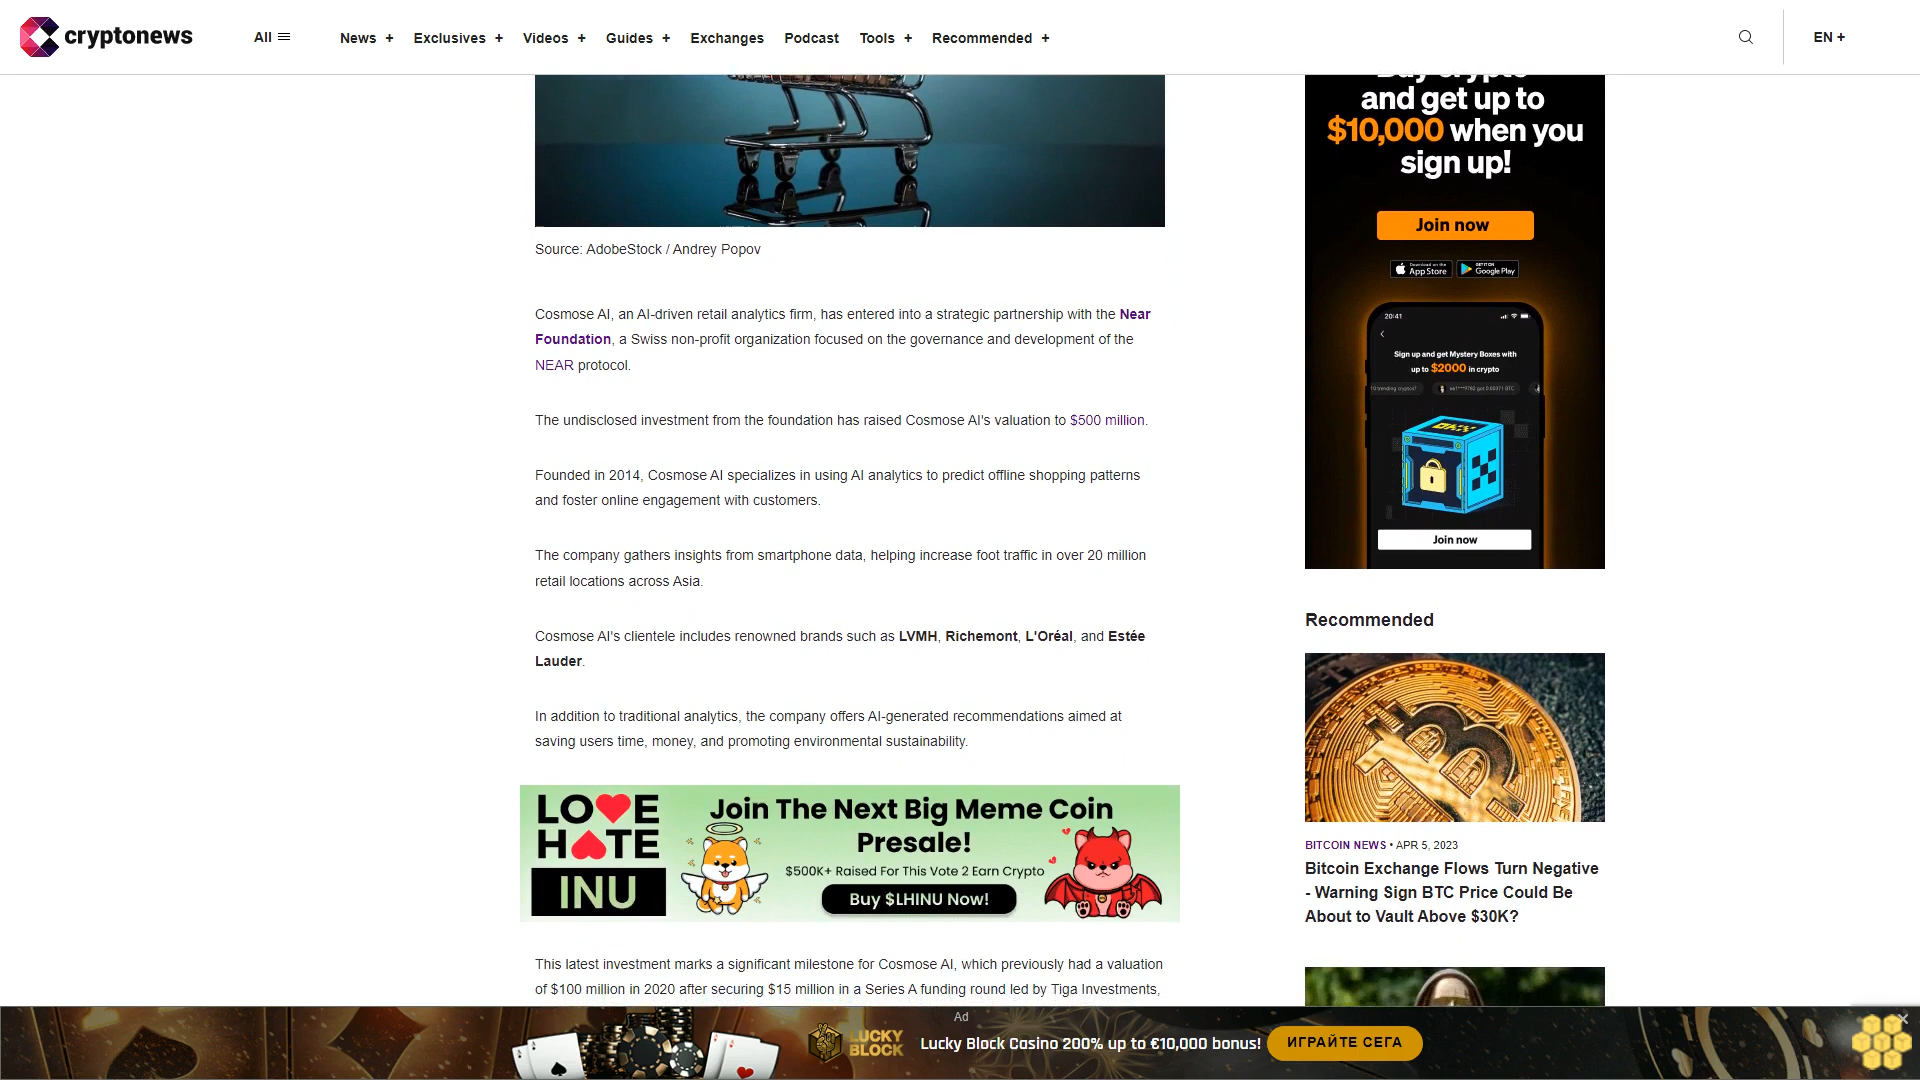 cryptonews
All
News +
Exclusives +
Videos +
Guides +
Exchanges
Podcast
Tools +
Recommended +
EN +
Source: AdobeStock / Andrey Popov
Cosmose AI, an AI-driven retail analytics firm, has entered into a strategic partnership with the Near
Foundation, a Swiss non-profit organization focused on the governance and development of the
NEAR protocol.
The undisclosed investment from the foundation has raised Cosmose AI's valuation to $500 million.
Founded in 2014, Cosmose AI specializes in using AI analytics to predict offline shopping patterns
and foster online engagement with customers.
The company gathers insights from smartphone data, helping increase foot traffic in over 20 million
retail locations across Asia.
Cosmose AI's clientele includes renowned brands such as LVMH, Richemont, L'Oréal, and Estée
Lauder.
In addition to traditional analytics, the company offers AI-generated recommendations aimed at
saving users time, money, and promoting environmental sustainability.
LOVE
HATE
INU
Join The Next Big Meme Coin
Presale!
$500K+ Raised For This Vote 2 Earn Crypto
Buy $LHINU Now!
This latest investment marks a significant milestone for Cosmose AI, which previously had a valuation
of $100 million in 2020 after securing $15 million in a Series A funding round led by Tiga Investments,
Buy crypto
and get up to
$10,000 when you
sign up!
Join now
Download on the
App Store
GET IT ON
Google Play
20:41
Sign up and get Mystery Boxes with
up to $2000 in crypto
Join now
Recommended
BITCOIN NEWS • APR 5, 2023
Bitcoin Exchange Flows Turn Negative
- Warning Sign BTC Price Could Be
About to Vault Above $30K?
Ad
LUCKY
BLOCK
Lucky Block Casino 200% up to €10,000 bonus!
ИГРАЙТЕ СЕГА